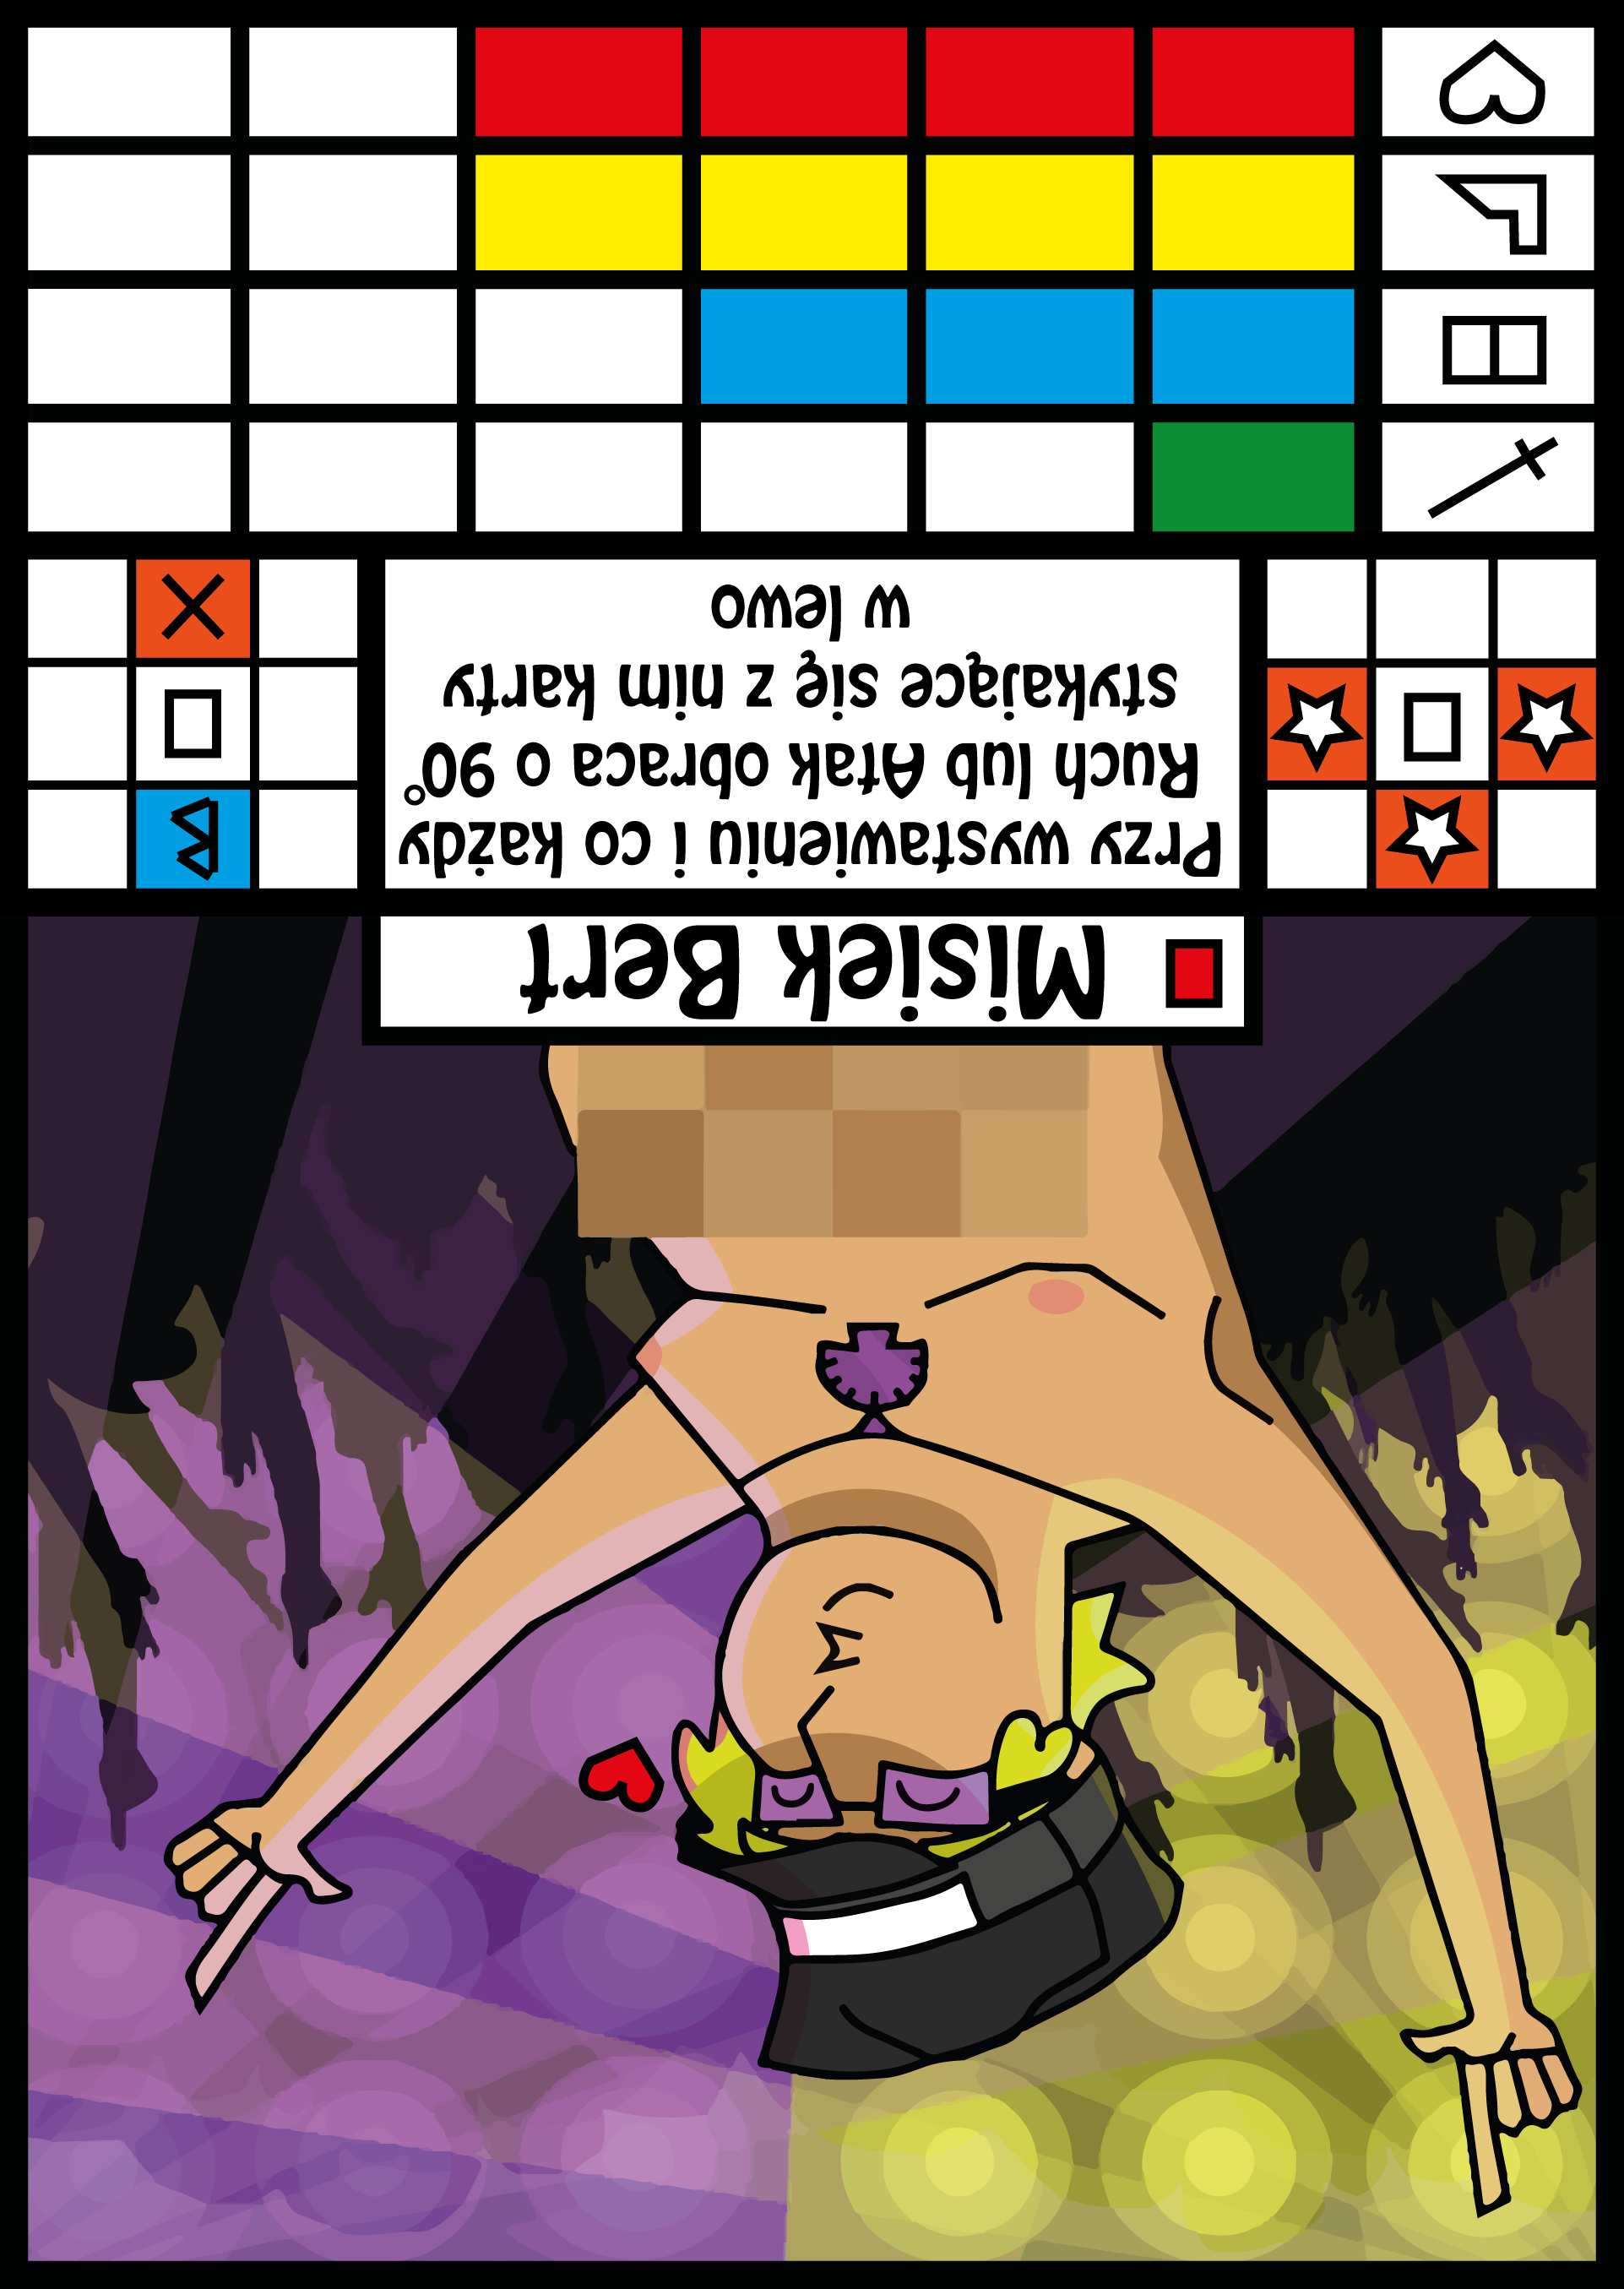 Misiek Bert
Przy wystawieniu i co każdy
Ruch lub Atak obraca o 90°
stykające się z nim karty
w lewo